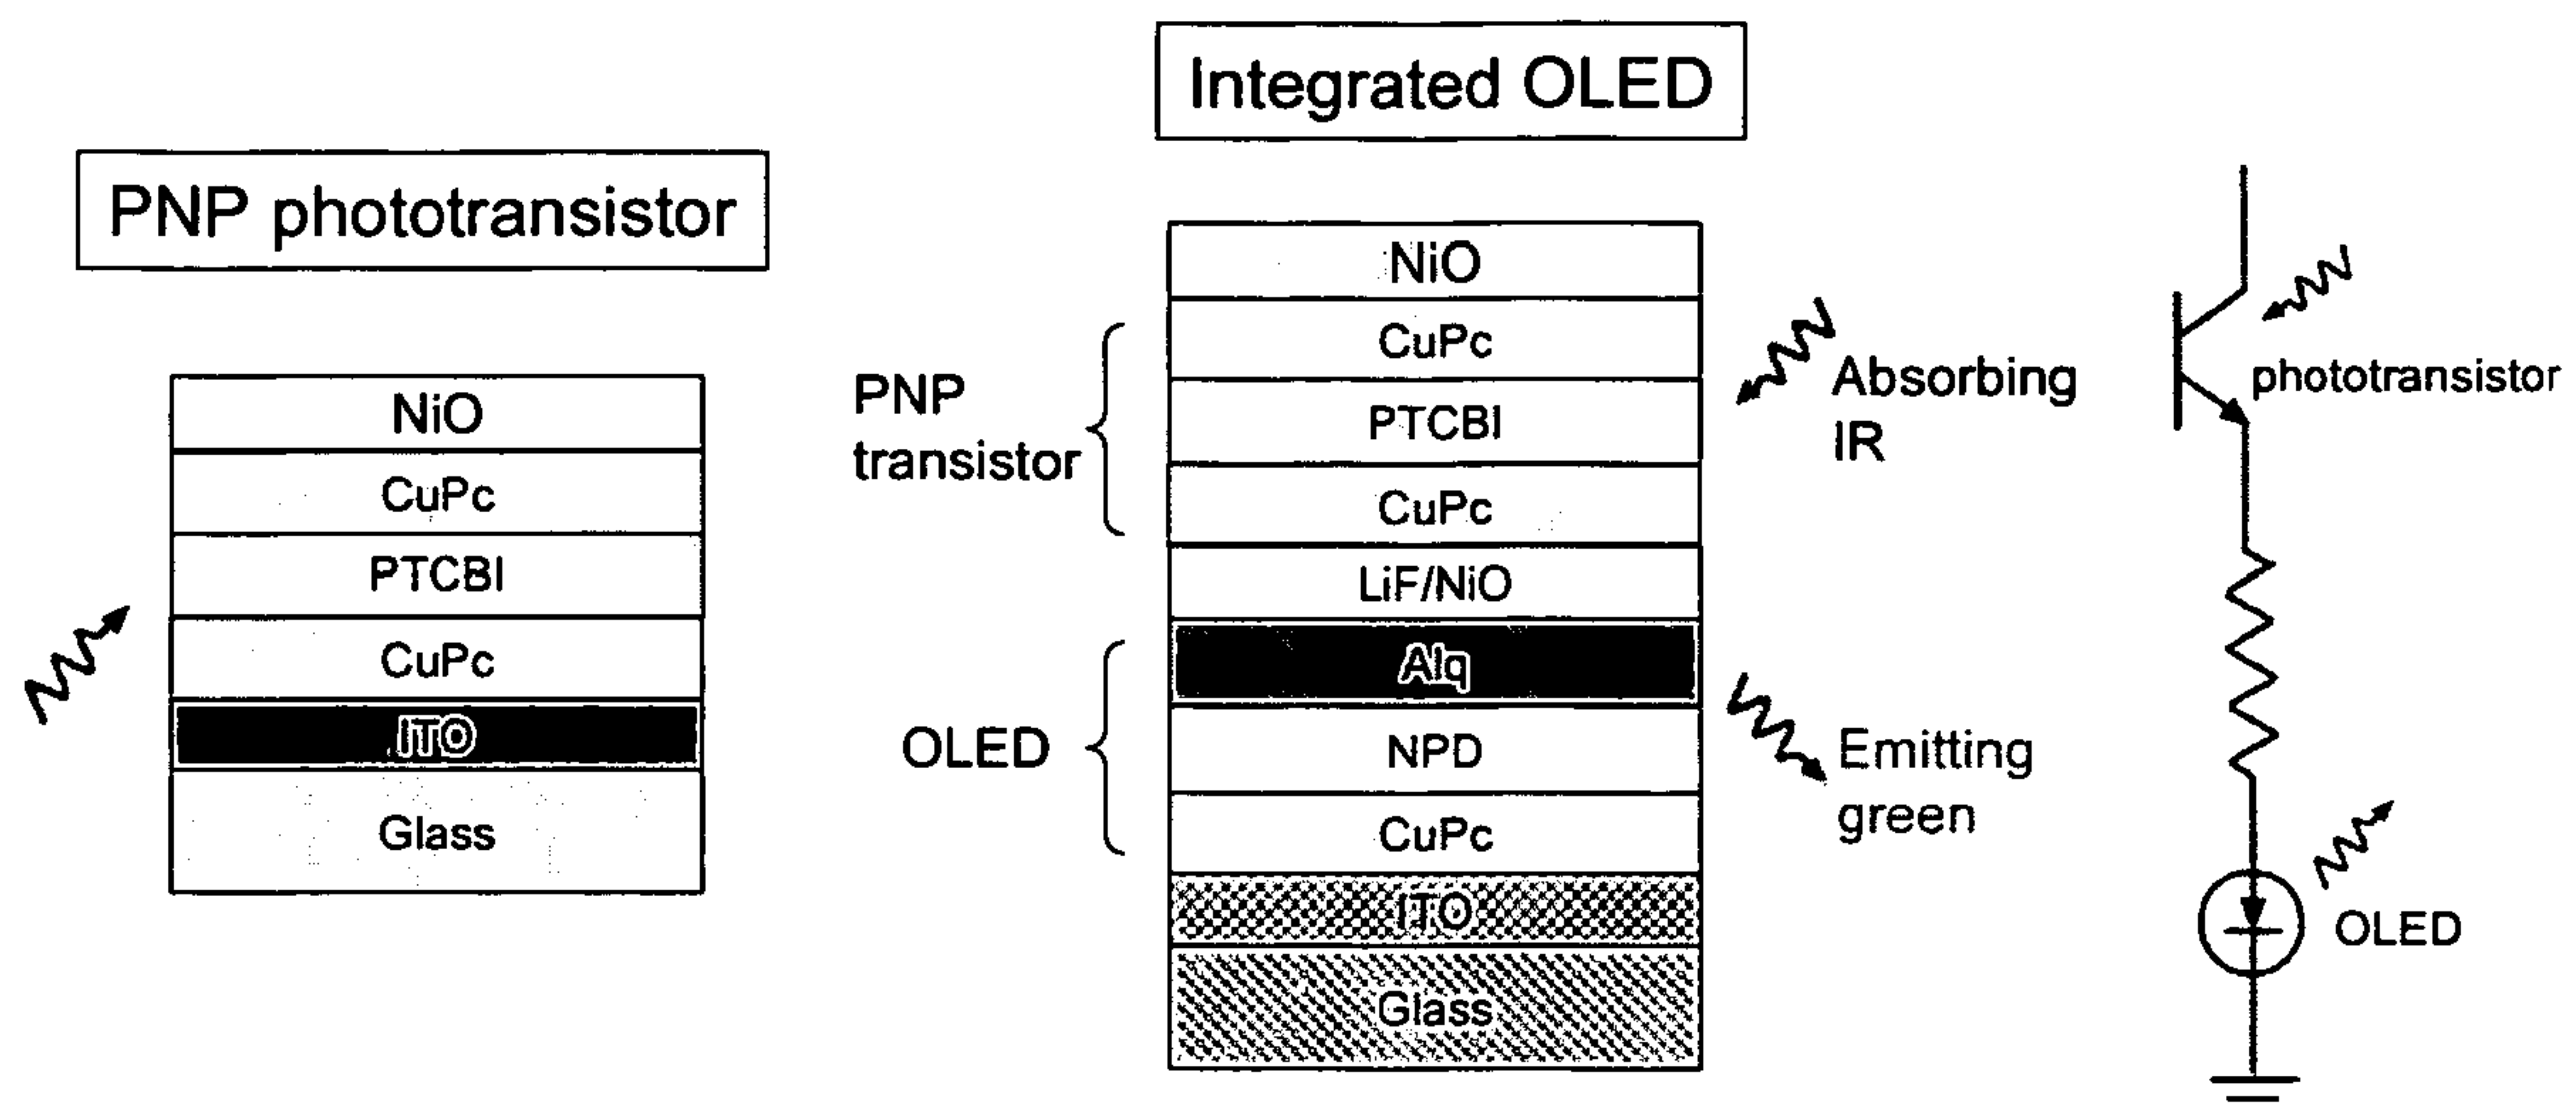 PNP phototransistor
NiO
CuPc
PTCBI
CuPc
ITO
Glass
Integrated OLED
NiO
CuPc
PTCBI
CuPc
LiF/NiO
Alq
NPD
CuPc
ITO
Glass
PNP
transistor
OLED
Absorbing
IR
Emitting
green
phototransistor
OLED